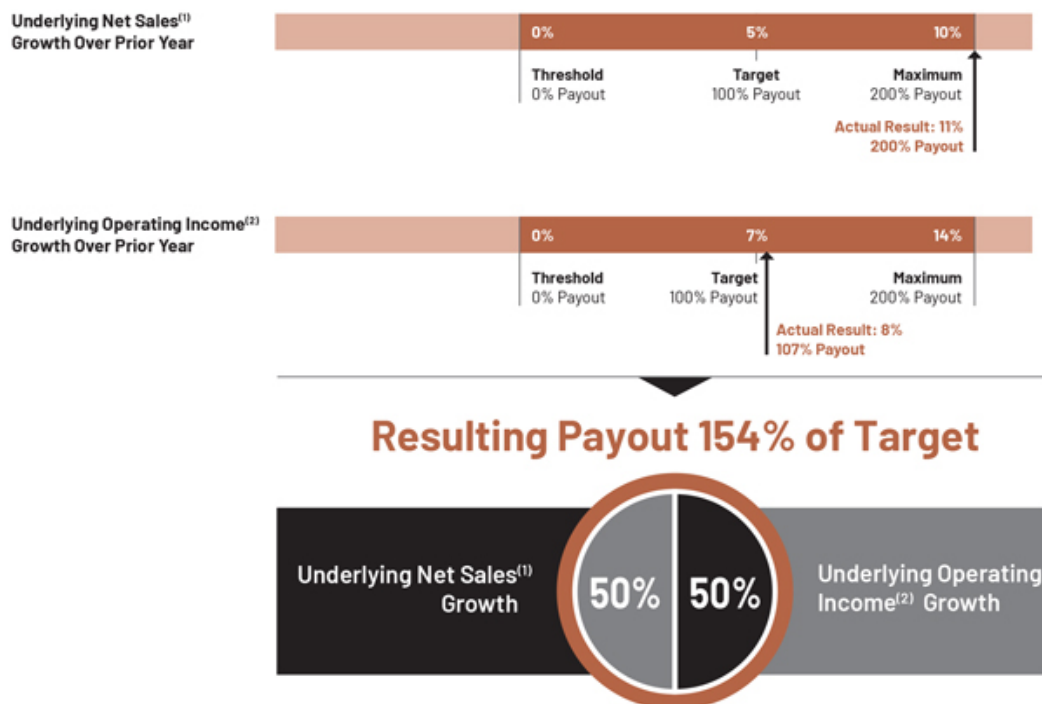 Underlying Net Sales(1)
Growth Over Prior Year
0% 5% 10%
Threshold Target Maximum
0% Payout 100% Payout 200% Payout
Actual Result: 11%
200% Payout
Underlying Operating Income(2)
Growth Over Prior Year
0% 7% 14%
Threshold Target Maximum
0% Payout 100% Payout 200% Payout
Actual Result: 8%
107% Payout
Resulting Payout 154% of Target
Underlying Net Sales(1)
Growth
50% 50%
Underlying Operating
Income(2) Growth